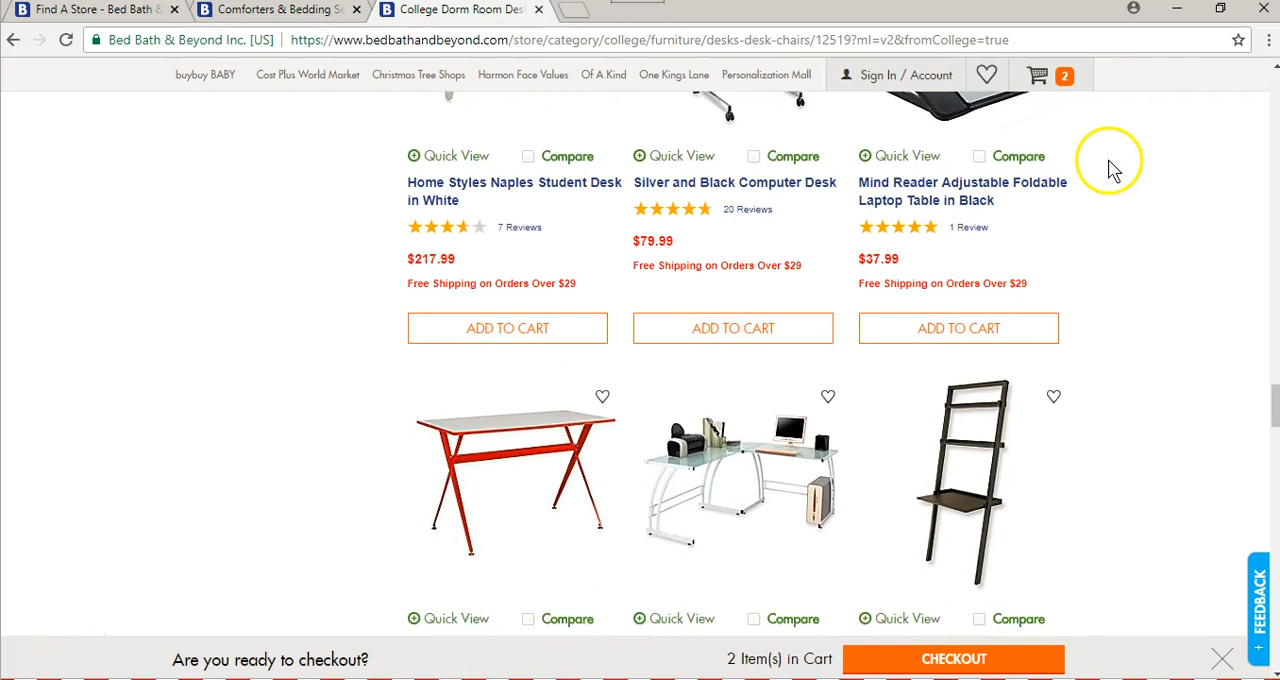 Find A Store - Bed Bath &
Comforters & Bedding Se
College Dorm Room Des
Bed Bath & Beyond Inc. [US]
https://www.bedbathandbeyond.com/store/category/college/furniture/desks-desk-chairs/12519?ml=v2&fromCollege=true
buybuy BABY
Cost Plus World Market
Christmas Tree Shops
Harmon Face Values
Of A Kind
One Kings Lane
Personalization Mall
Sign In / Account
2
Quick View
Compare
Home Styles Naples Student Desk
in White
7 Reviews
$217.99
Free Shipping on Orders Over $29
ADD TO CART
Quick View
Compare
Silver and Black Computer Desk
20 Reviews
$79.99
Free Shipping on Orders Over $29
ADD TO CART
Quick View
Compare
Mind Reader Adjustable Foldable
Laptop Table in Black
1 Review
$37.99
Free Shipping on Orders Over $29
ADD TO CART
Quick View
Compare
Quick View
Compare
Quick View
Compare
+ FEEDBACK
Are you ready to checkout?
2 Item(s) in Cart
CHECKOUT